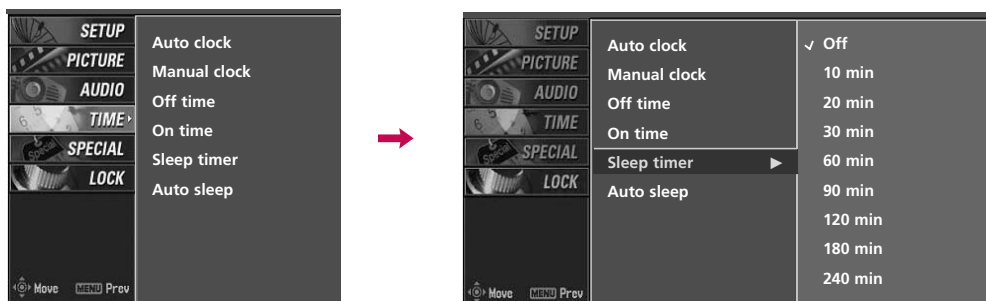 SETUP
PICTURE
AUDIO
TIME
SPECIAL
LOCK
Move MENU Prev
Auto clock
Manual clock
Off time
On time
Sleep timer
Auto sleep
SETUP
PICTURE
AUDIO
TIME
SPECIAL
LOCK
Move MENU Prev
Auto clock
Manual clock
Off time
On time
Sleep timer
Auto sleep
Off
10 min
20 min
30 min
60 min
90 min
120 min
180 min
240 min